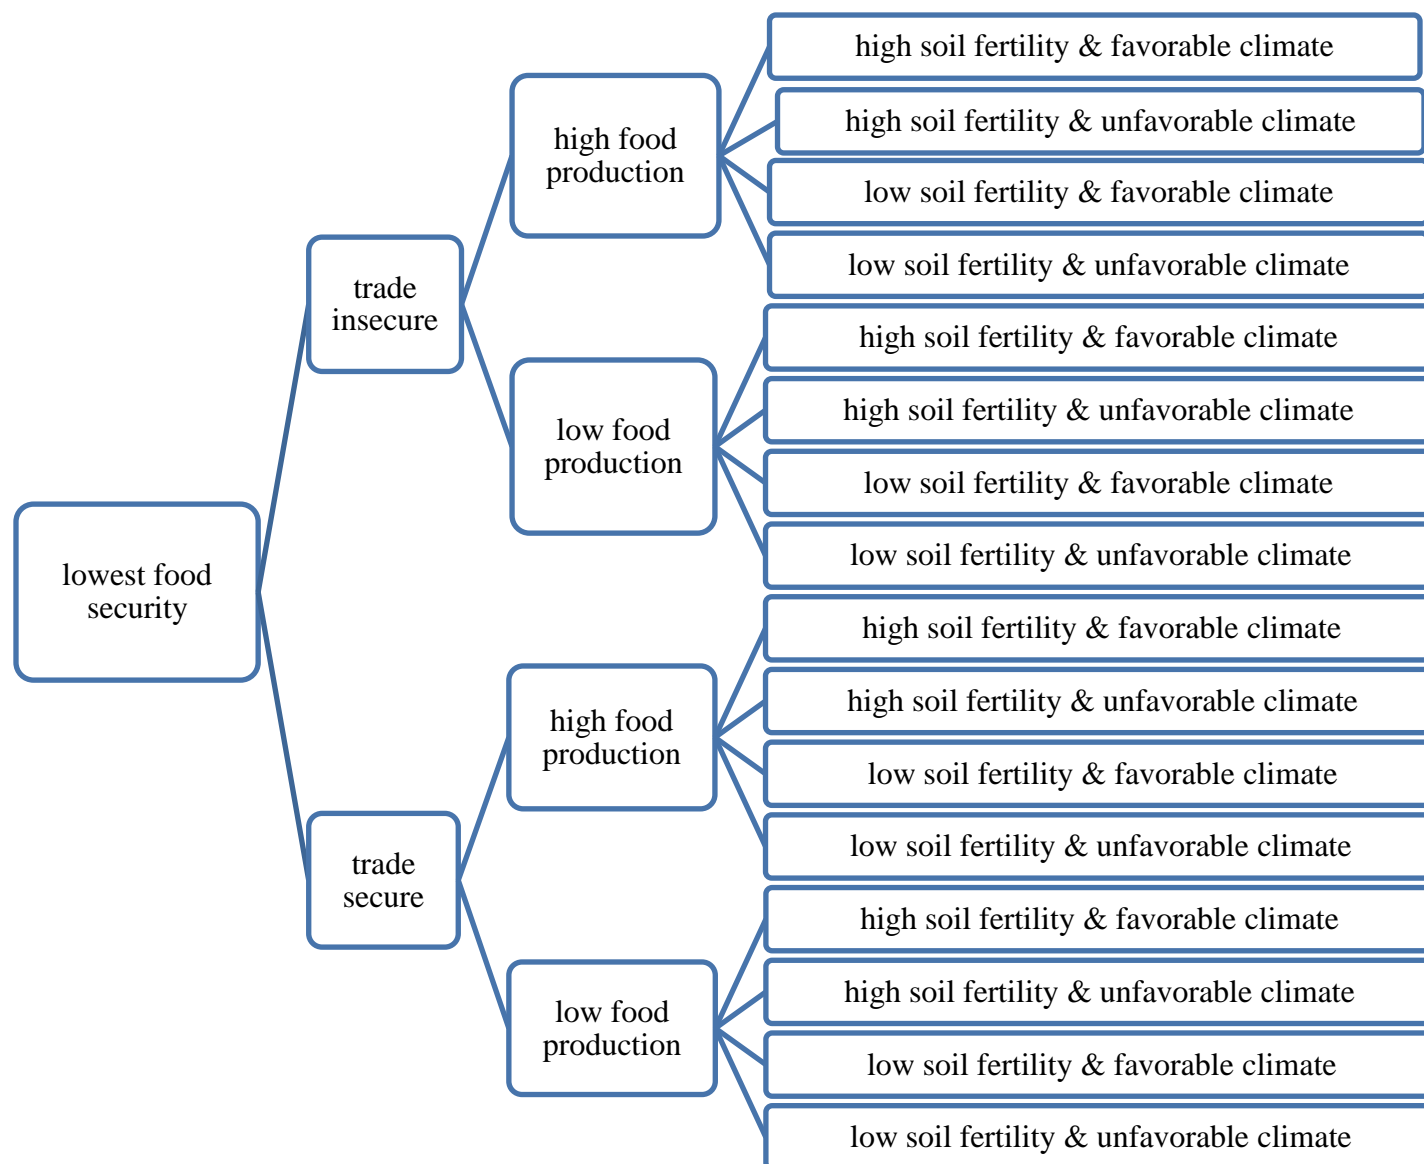 lowest food
security
trade
insecure
high food
production
high soil fertility & favorable climate
high soil fertility & unfavorable climate
low soil fertility & favorable climate
low soil fertility & unfavorable climate
low food
production
high soil fertility & favorable climate
high soil fertility & unfavorable climate
low soil fertility & favorable climate
low soil fertility & unfavorable climate
trade
secure
high food
production
high soil fertility & favorable climate
high soil fertility & unfavorable climate
low soil fertility & favorable climate
low soil fertility & unfavorable climate
low food
production
high soil fertility & favorable climate
high soil fertility & unfavorable climate
low soil fertility & favorable climate
low soil fertility & unfavorable climate